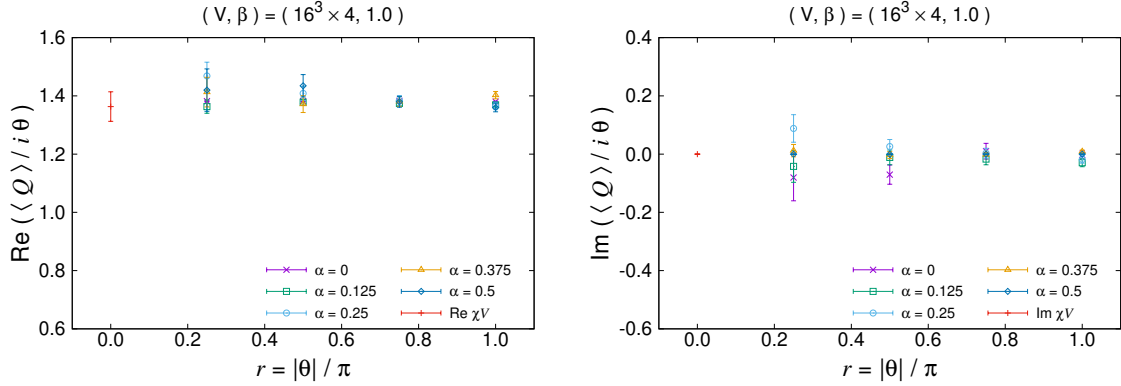 ( V, β ) = ( 16³ × 4, 1.0 )
Re ( ⟨ Q ⟩ / i θ )
1.6
1.4
1.2
1.0
0.8
0.6
α = 0
α = 0.125
α = 0.25
α = 0.375
α = 0.5
Re χV
0.0 0.2 0.4 0.6 0.8 1.0
r = |θ| / π
( V, β ) = ( 16³ × 4, 1.0 )
Im ( ⟨ Q ⟩ / i θ )
0.4
0.2
0.0
-0.2
-0.4
-0.6
α = 0
α = 0.125
α = 0.25
α = 0.375
α = 0.5
Im χV
0.0 0.2 0.4 0.6 0.8 1.0
r = |θ| / π